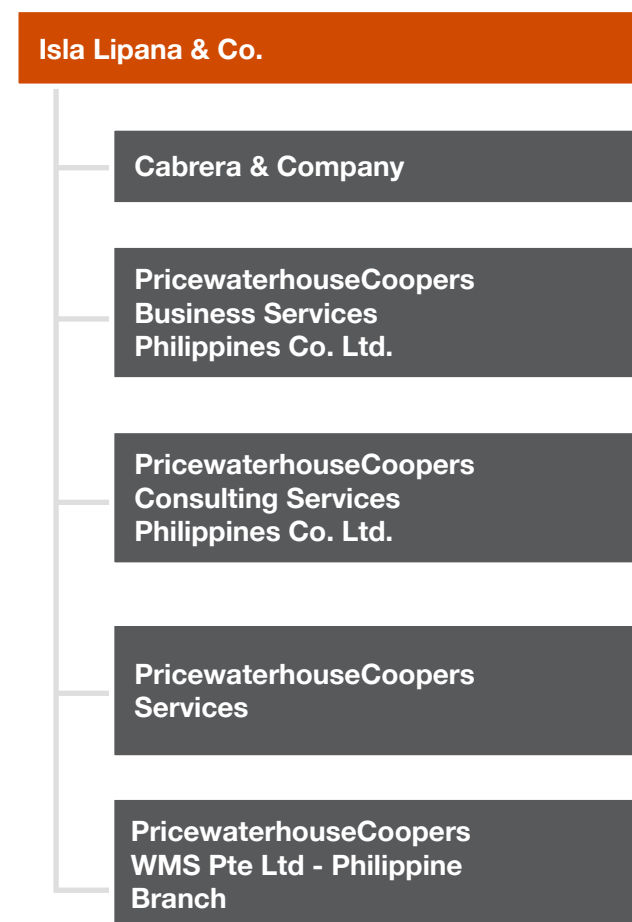 Isla Lipana & Co.
Cabrera & Company
PricewaterhouseCoopers
Business Services
Philippines Co. Ltd.
PricewaterhouseCoopers
Consulting Services
Philippines Co. Ltd.
PricewaterhouseCoopers
Services
PricewaterhouseCoopers
WMS Pte Ltd - Philippine
Branch